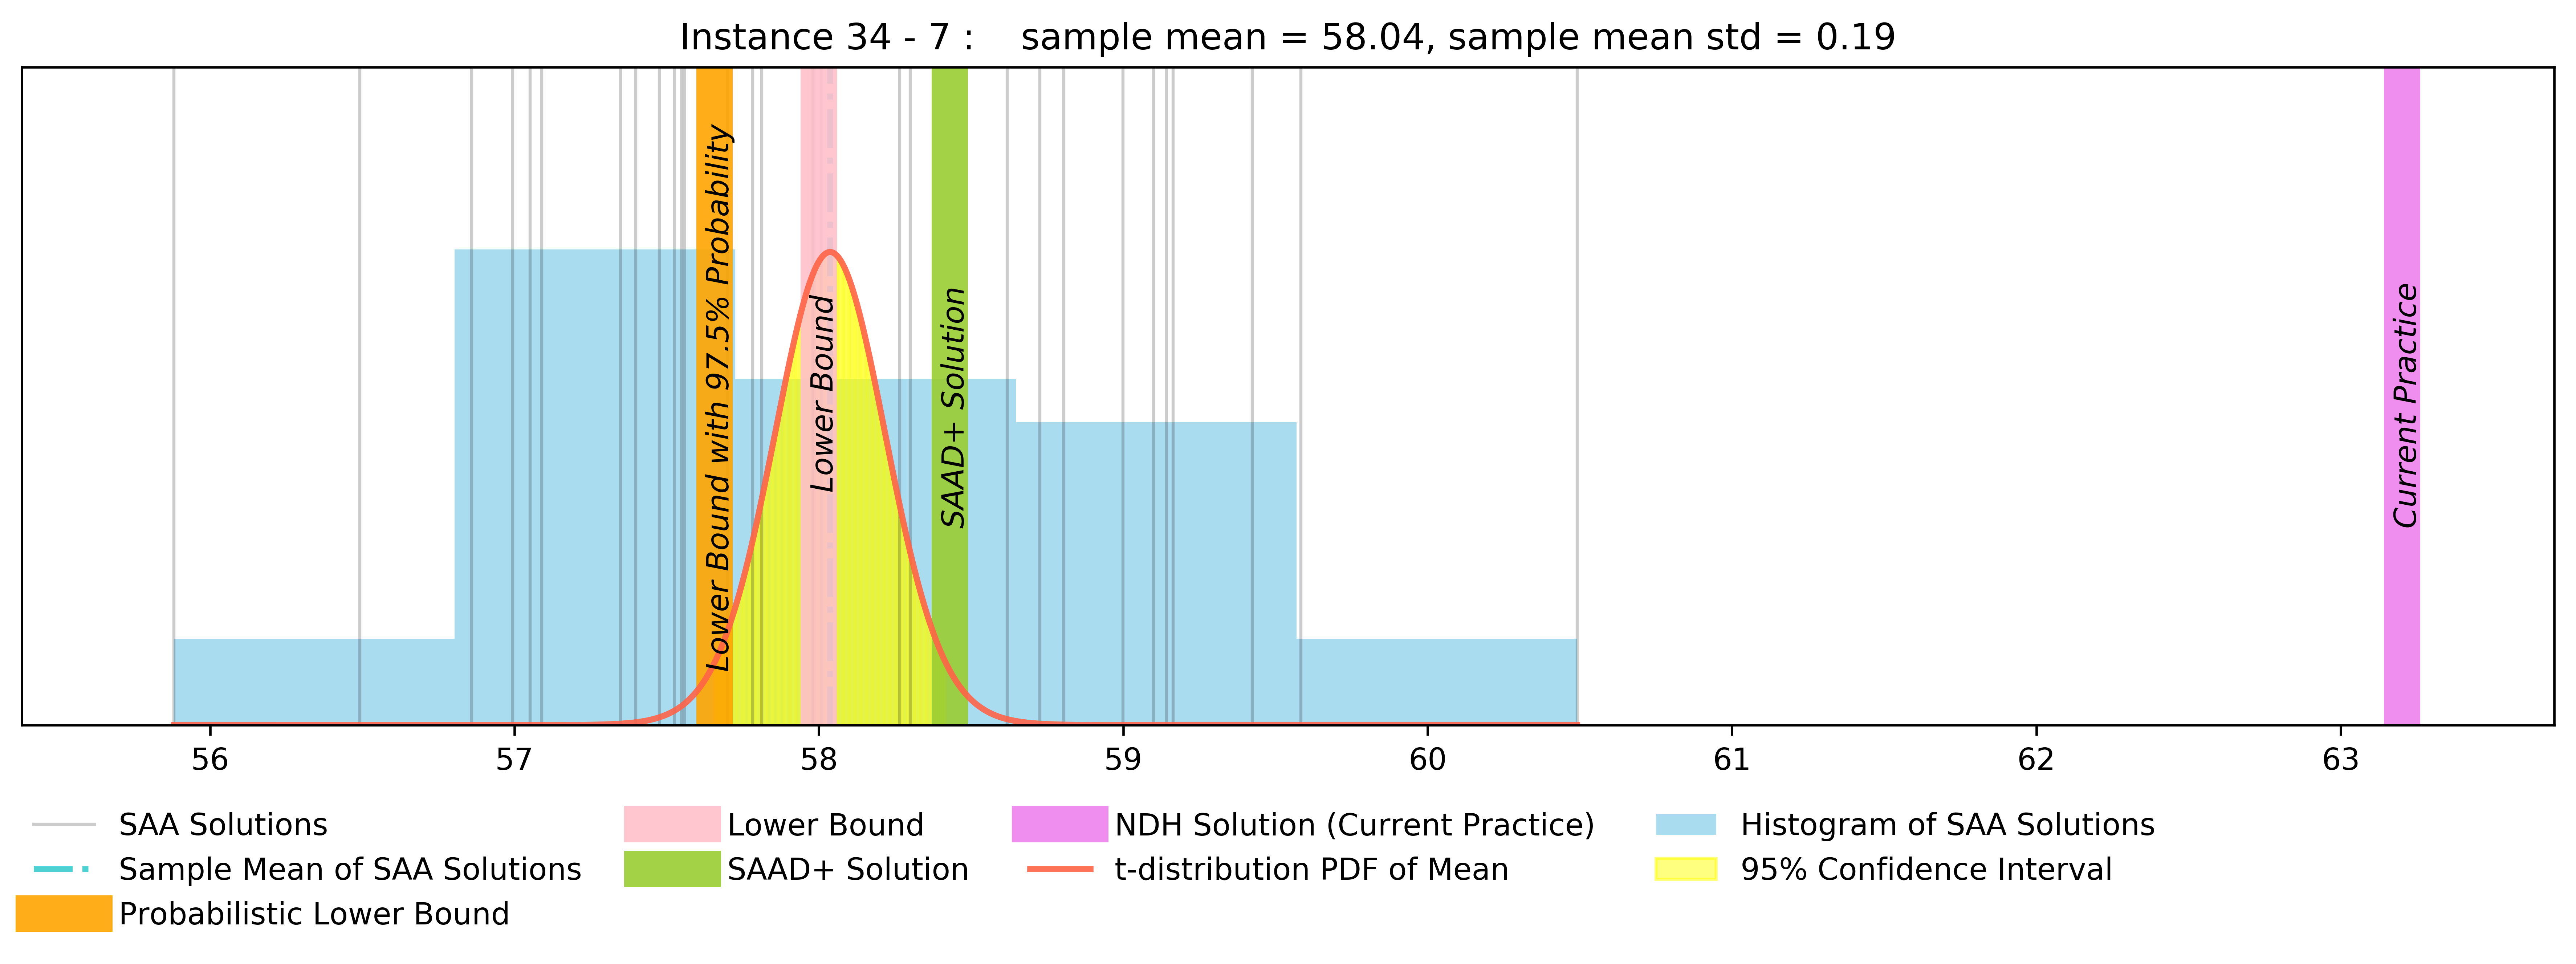 Instance 34 - 7 :    sample mean = 58.04, sample mean std = 0.19
Lower Bound with 97.5% Probability
Lower Bound
SAAD+ Solution
Current Practice
56 57 58 59 60 61 62 63
SAA Solutions
Sample Mean of SAA Solutions
Probabilistic Lower Bound
Lower Bound
SAAD+ Solution
NDH Solution (Current Practice)
t-distribution PDF of Mean
Histogram of SAA Solutions
95% Confidence Interval